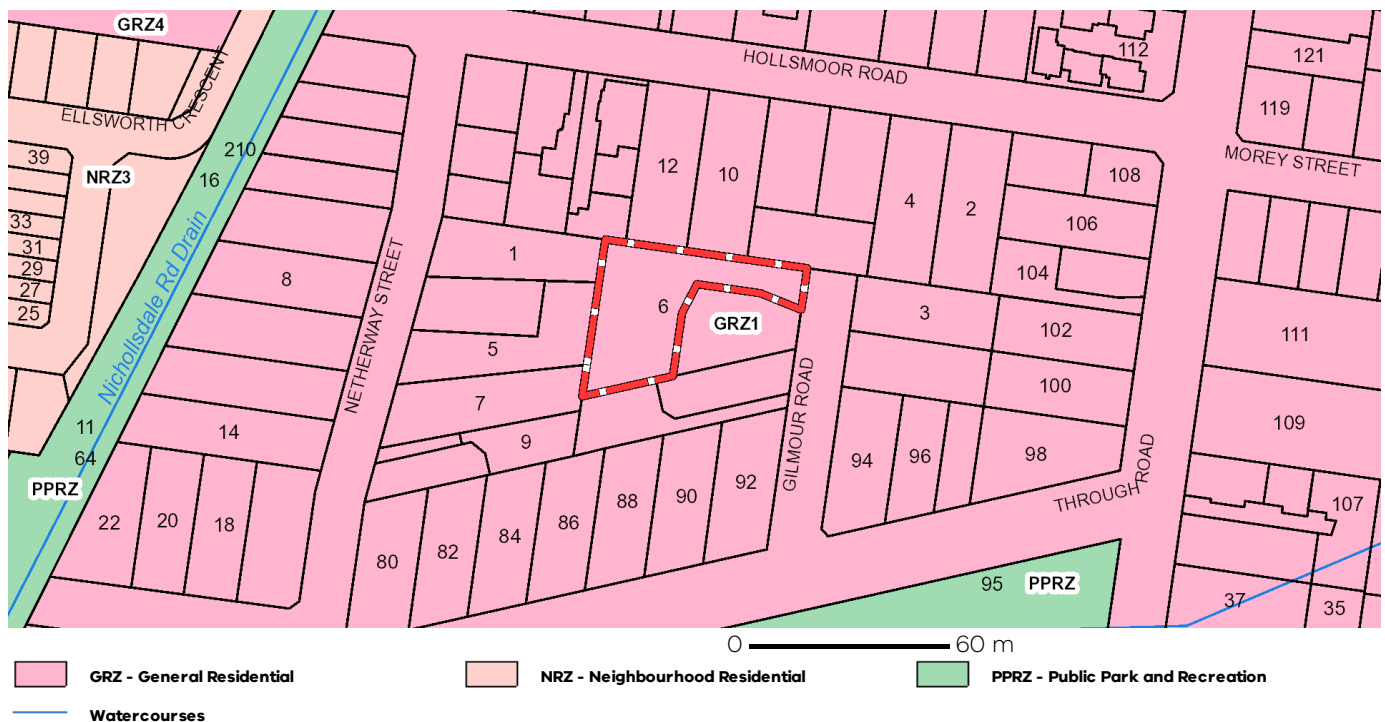 GRZ4
HOLLSMOOR ROAD
112
121
119
ELLSWORTH CRESCENT
210
MOREY STREET
39
NRZ3
16
12
10
108
33
31
29
27
25
Nichollsdale Rd Drain
8
NETHERWAY STREET
1
4
2
106
104
6
GRZ1
3
102
111
5
100
7
GILMOUR ROAD
109
11
64
14
9
94
96
98
PPRZ
THROUGH ROAD
22
20
18
80
82
84
86
88
90
92
107
95
PPRZ
37
35
0
60 m
GRZ - General Residential
NRZ - Neighbourhood Residential
PPRZ - Public Park and Recreation
Watercourses